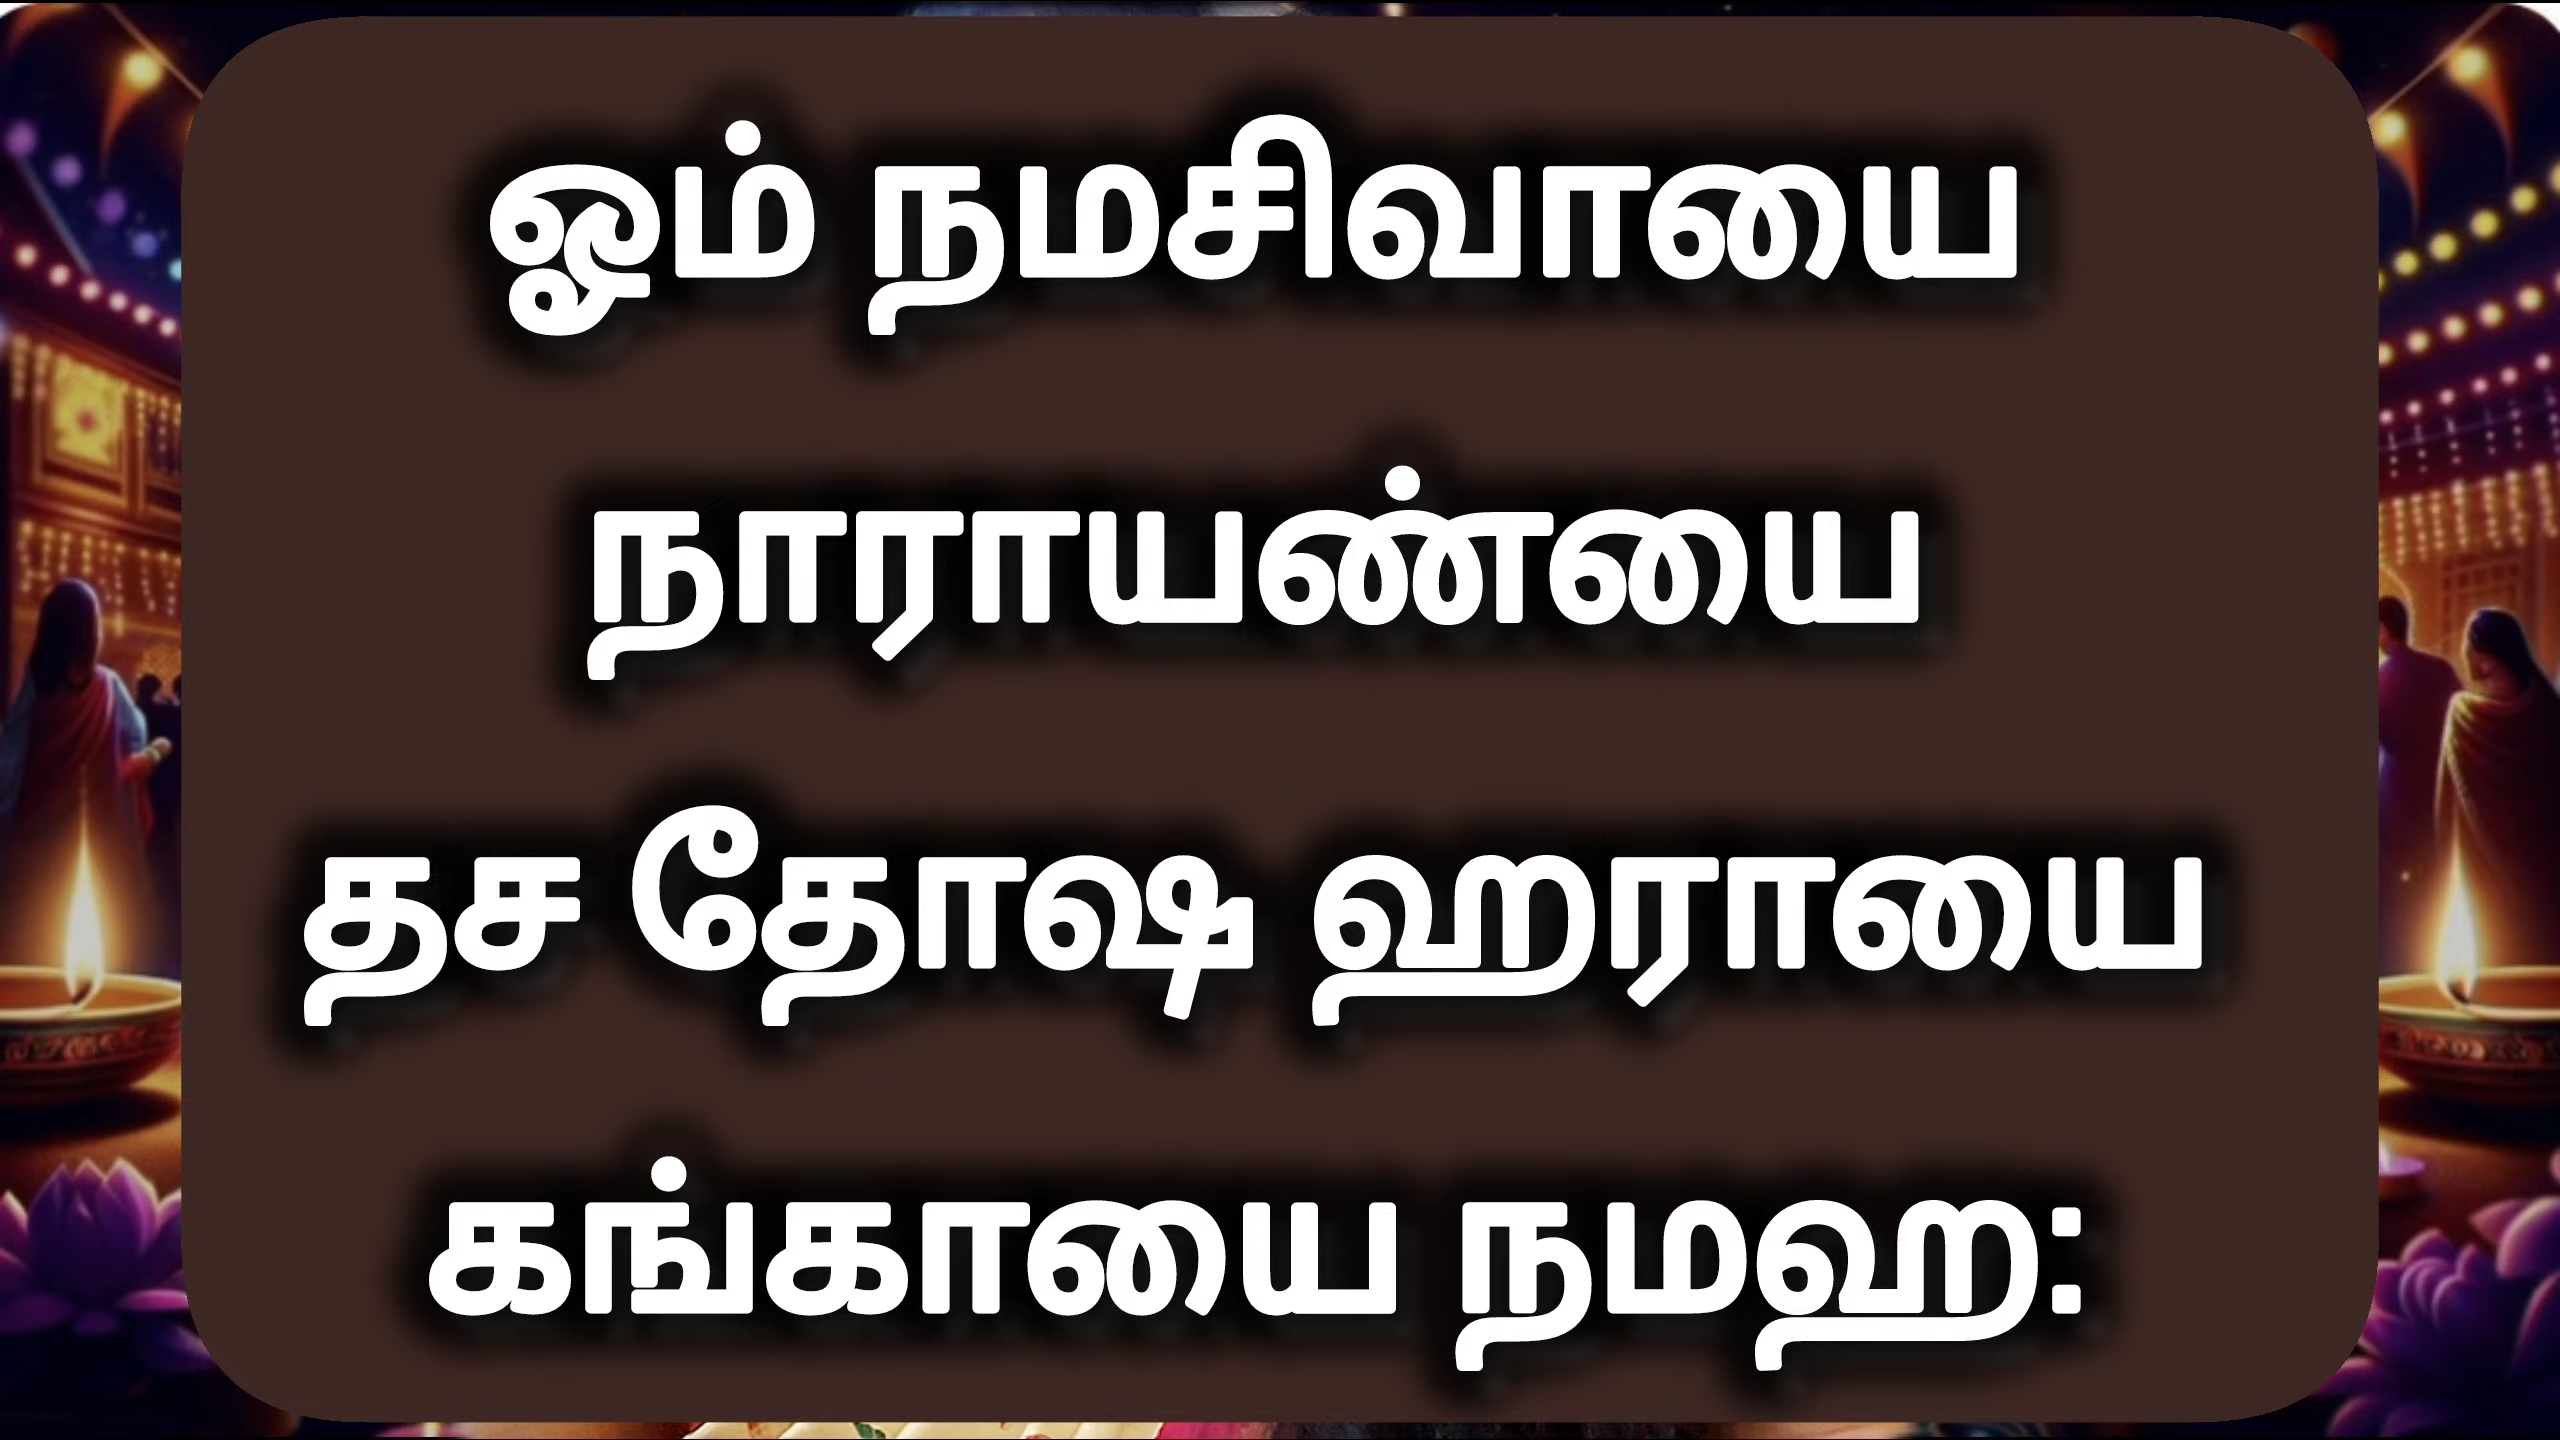 ஓம் நமசிவாயை
நாராயண்யை
தச தோஷ ஹராயை
கங்காயை நமஹ: